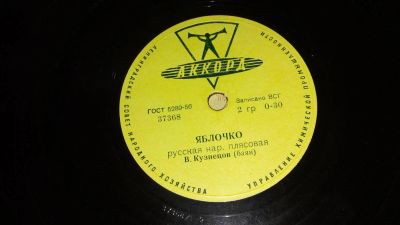 ЛЕНИНГРАДСКИЙ СОВЕТ НАРОДНОГО ХОЗЯЙСТВА
УПРАВЛЕНИЕ ХИМИЧЕСКОЙ ПРОМЫШЛЕННОСТИ
АККОРД
ГОСТ 5289-56
37368
Записано ВСГ
2 гр 0-30
ЯБЛОЧКО
русская нар. плясовая
В. Кузнецов (баян)